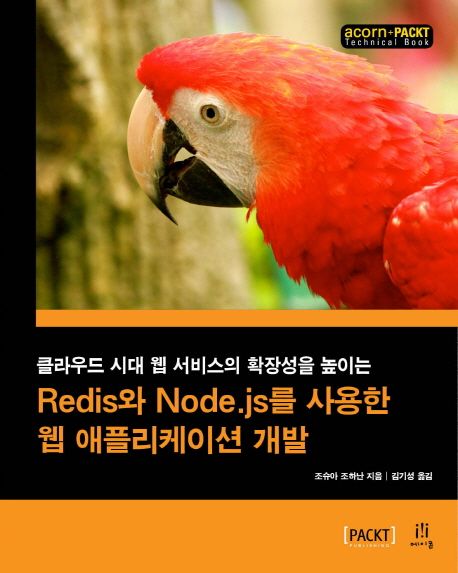 acorn+PACKT
Technical Book
클라우드 시대 웹 서비스의 확장성을 높이는
Redis와 Node.js를 사용한
웹 애플리케이션 개발
조슈아 조하난 지음 | 김기성 옮김
[PACKT]
PUBLISHING
에이콘